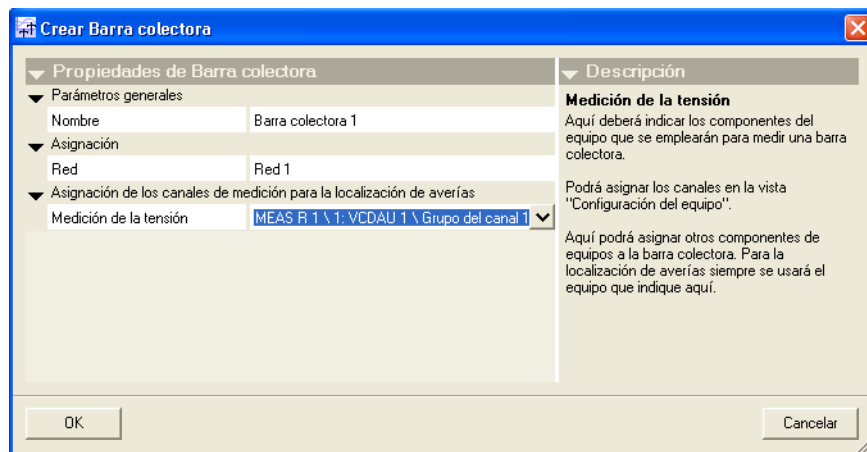 Crear Barra colectora
Propiedades de Barra colectora
Parámetros generales
Nombre Barra colectora 1
Asignación
Red Red 1
Asignación de los canales de medición para la localización de averías
Medición de la tensión MEAS R 1 \ 1: VCDAU 1 \ Grupo del canal 1
Descripción
Medición de la tensión
Aquí deberá indicar los componentes del
equipo que se emplearán para medir una barra
colectora.
Podrá asignar los canales en la vista
"Configuración del equipo".
Aquí podrá asignar otros componentes de
equipos a la barra colectora. Para la
localización de averías siempre se usará el
equipo que indique aquí.
OK Cancelar